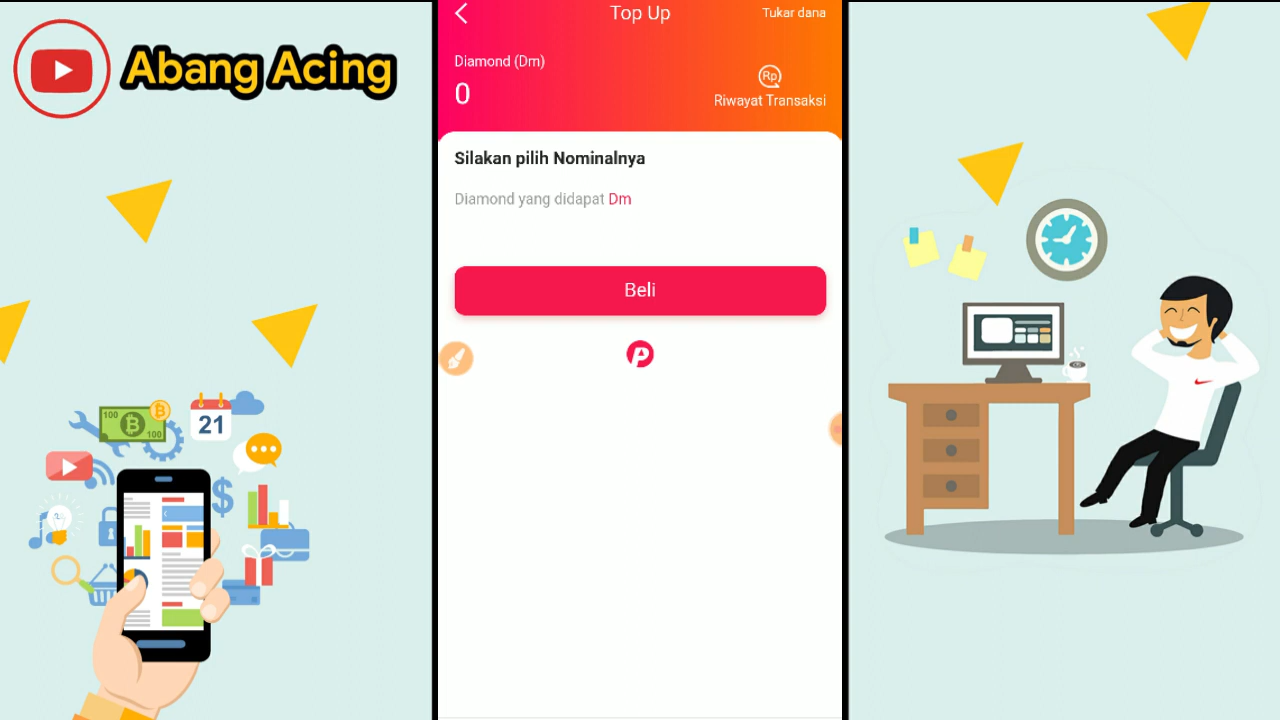 Abang Acing
Top Up
Tukar dana
Diamond (Dm)
0
Rp
Riwayat Transaksi
Silakan pilih Nominalnya
Diamond yang didapat Dm
Beli
100
100
21